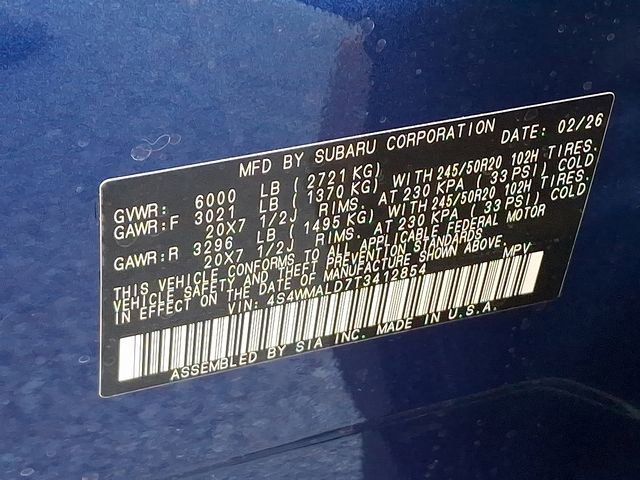 MFD BY SUBARU CORPORATION DATE: 02/26
GVWR: 6000 LB ( 2721 KG)
GAWR:F 3021 LB ( 1370 KG) WITH 245/50R20 102H TIRES,
20X7 1/2J RIMS. AT 230 KPA ( 33 PSI) COLD
GAWR:R 3296 LB ( 1495 KG) WITH 245/50R20 102H TIRES,
20X7 1/2J RIMS. AT 230 KPA ( 33 PSI) COLD
THIS VEHICLE CONFORMS TO ALL APPLICABLE FEDERAL MOTOR
VEHICLE SAFETY AND THEFT PREVENTION STANDARDS
IN EFFECT ON THE DATE OF MANUFACTURE SHOWN ABOVE.
VIN: 4S4WMALD7T3412854 MPV
ASSEMBLED BY SIA INC. MADE IN U.S.A.